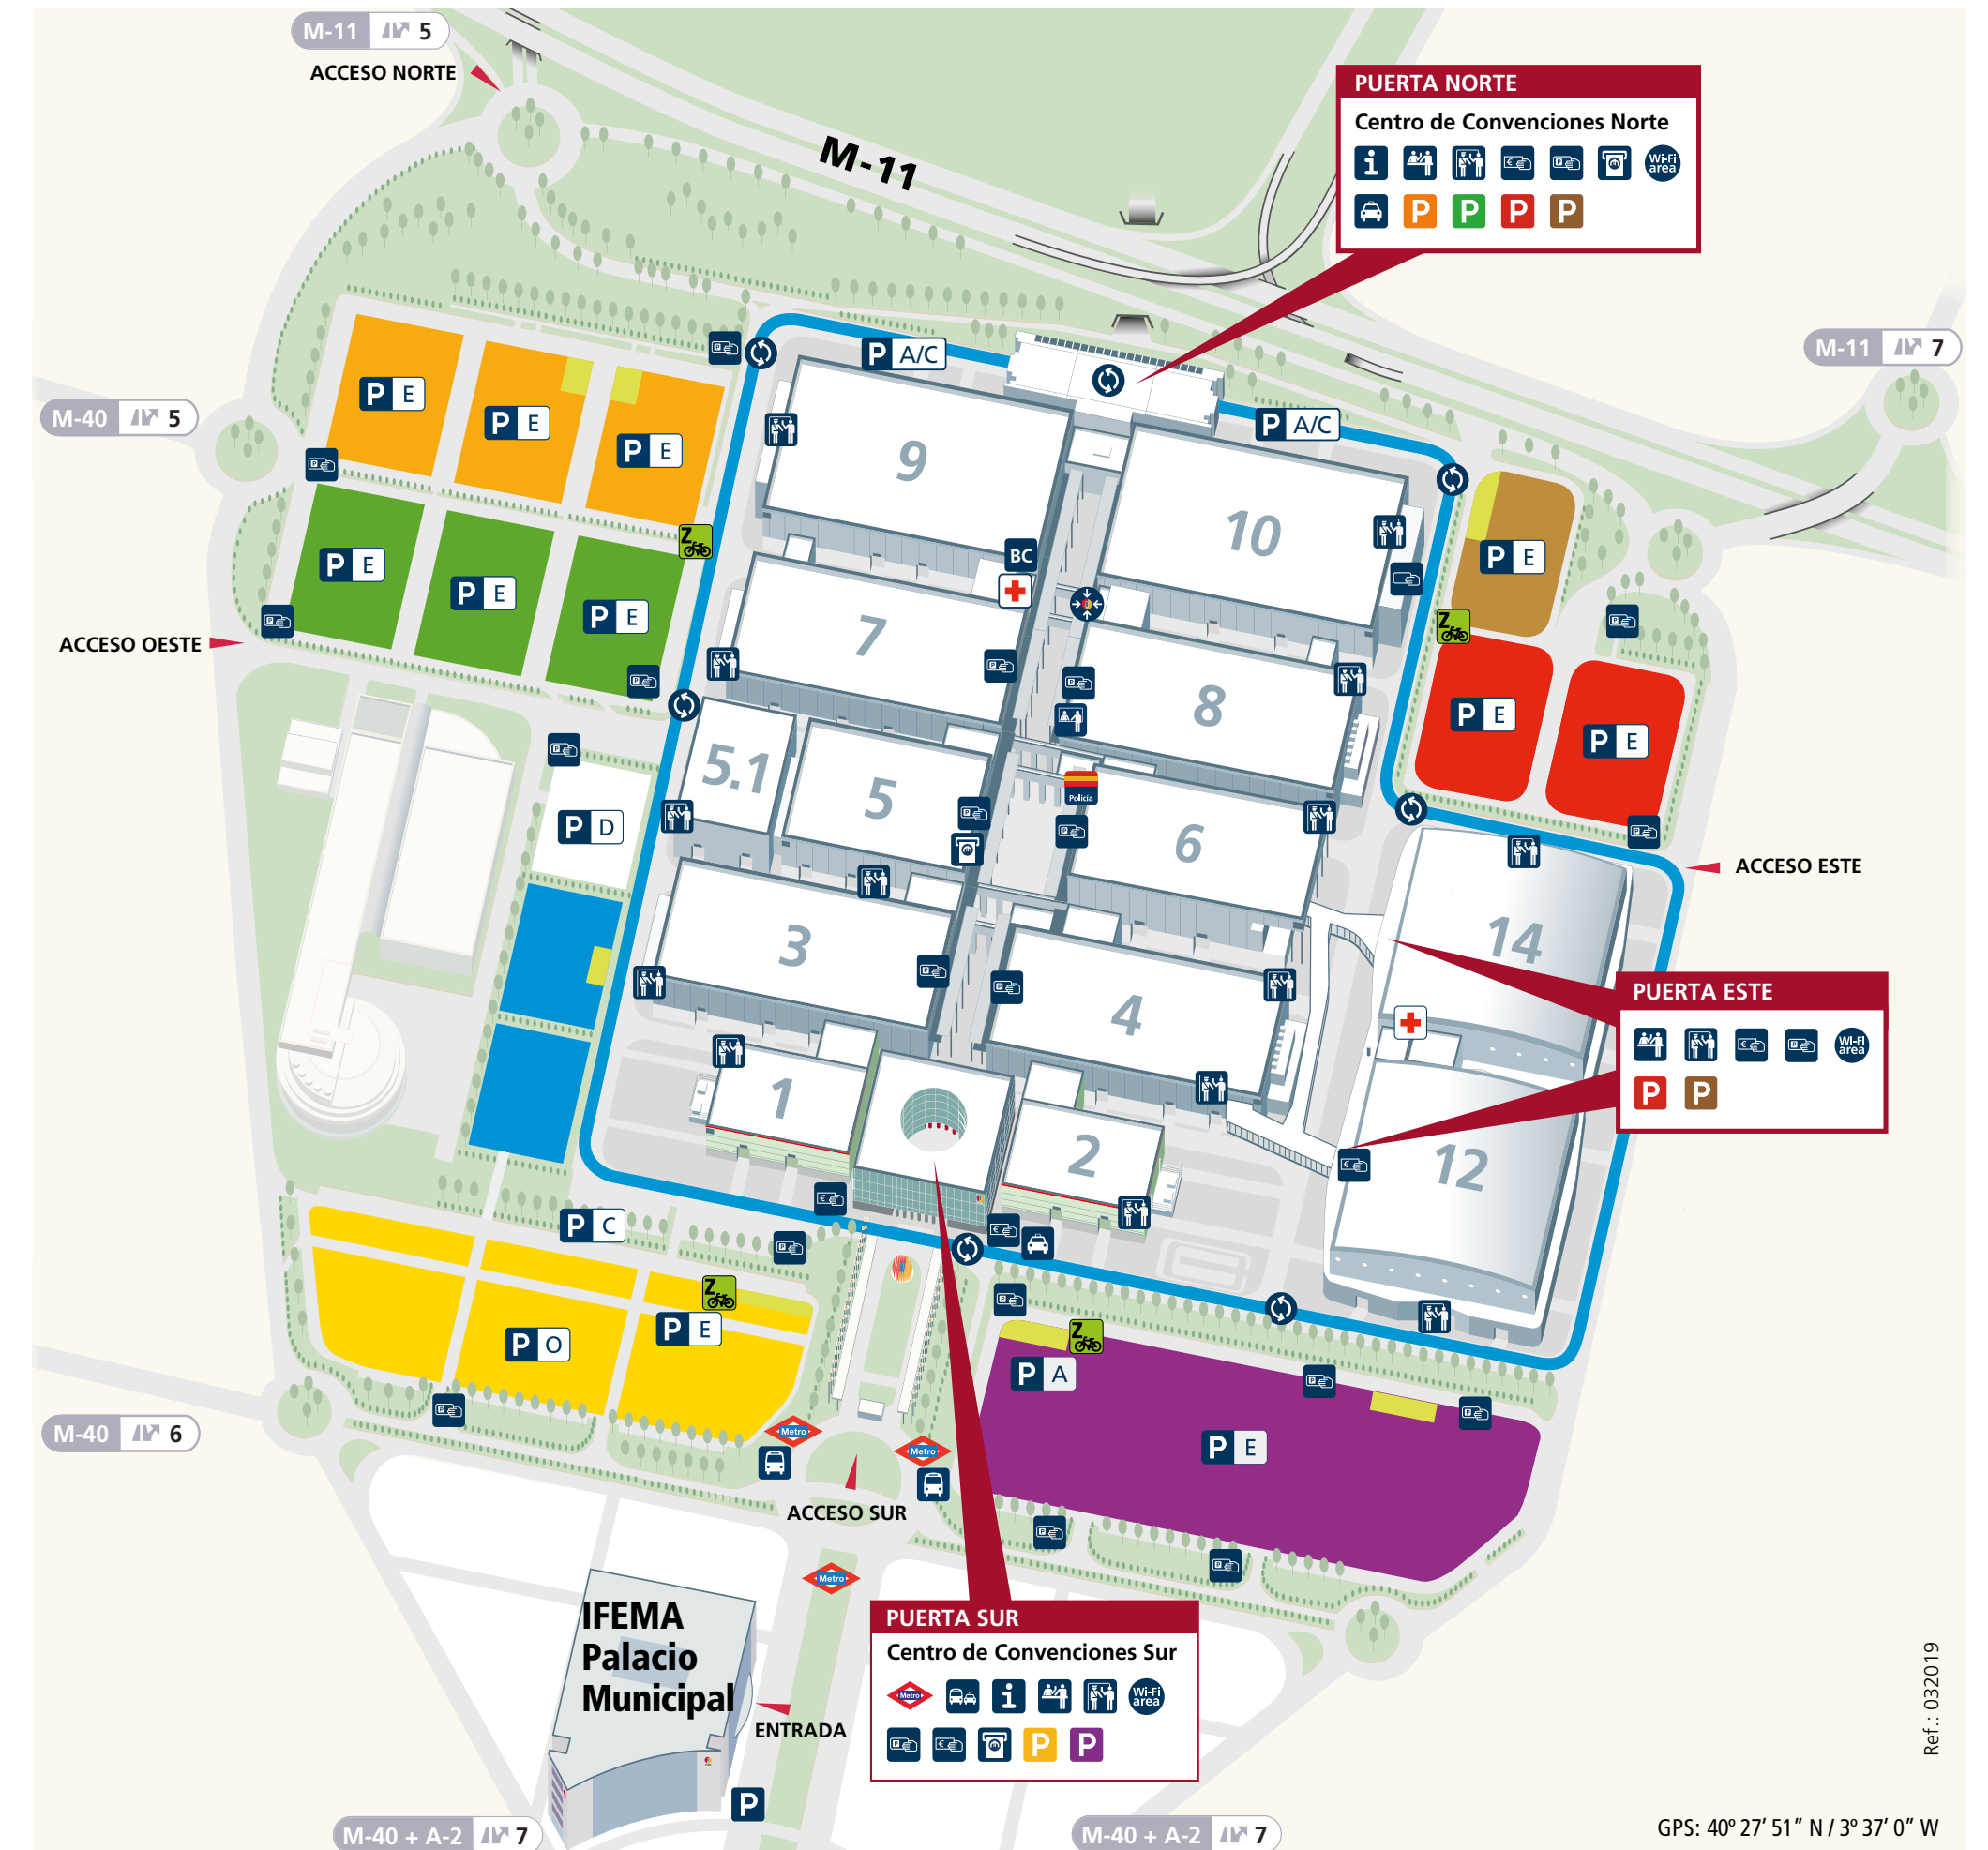 M-11 5
ACCESO NORTE
M-11
PUERTA NORTE
Centro de Convenciones Norte
i € P Wi-Fi area
P P P P
M-11 7
M-40 5
P A/C
P A/C
P E
P E
P E
9
10
BC
P E
P E
P E
P E
Z
Z
7
8
ACCESO OESTE
P E
P E
5.1
5
6
Policía
P D
ACCESO ESTE
14
3
4
PUERTA ESTE
€ P Wi-Fi area
P P
1
2
12
P C
Z
P O
P E
Z
P A
P E
M-40 6
Metro
Metro
ACCESO SUR
Metro
IFEMA
Palacio
Municipal
ENTRADA
P
PUERTA SUR
Centro de Convenciones Sur
Metro i Wi-Fi area
P € P P
M-40 + A-2 7
M-40 + A-2 7
Ref.: 032019
GPS: 40º 27’ 51” N / 3º 37’ 0” W